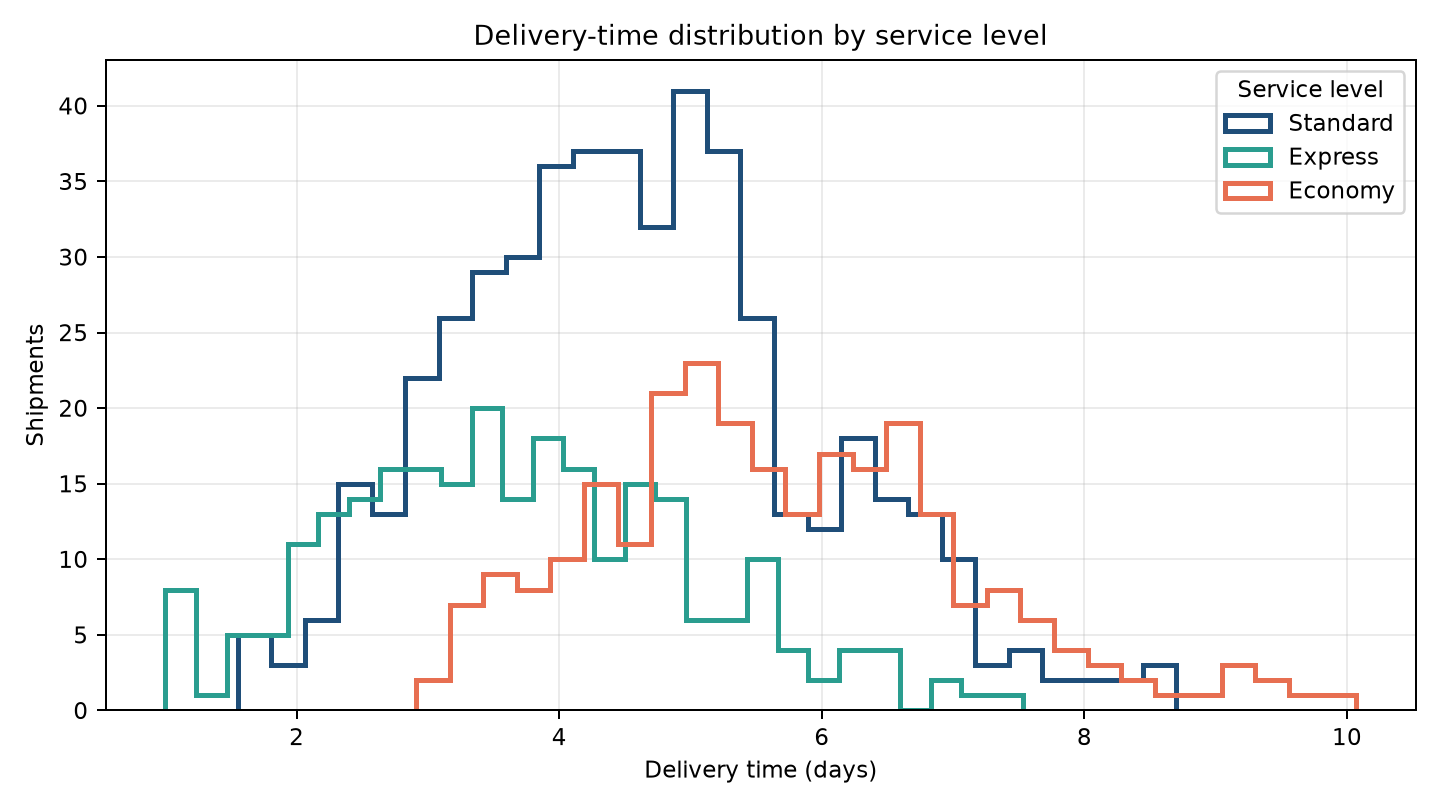 Delivery-time distribution by service level
Service level
Standard
Express
Economy
Shipments
40
35
30
25
20
15
10
5
0
2
4
6
8
10
Delivery time (days)